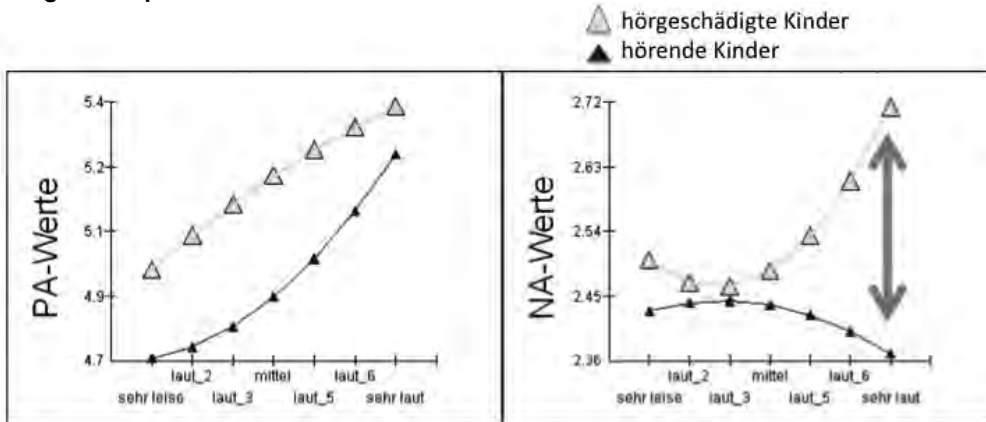 hörgeschädigte Kinder
hörende Kinder
PA-Werte
5.4
5.2
5.1
4.9
4.7
sehr leise
laut_2
laut_3
mittel
laut_5
laut_6
sehr laut
NA-Werte
2.72
2.63
2.54
2.45
2.36
sehr leise
laut_2
laut_3
mittel
laut_5
laut_6
sehr laut